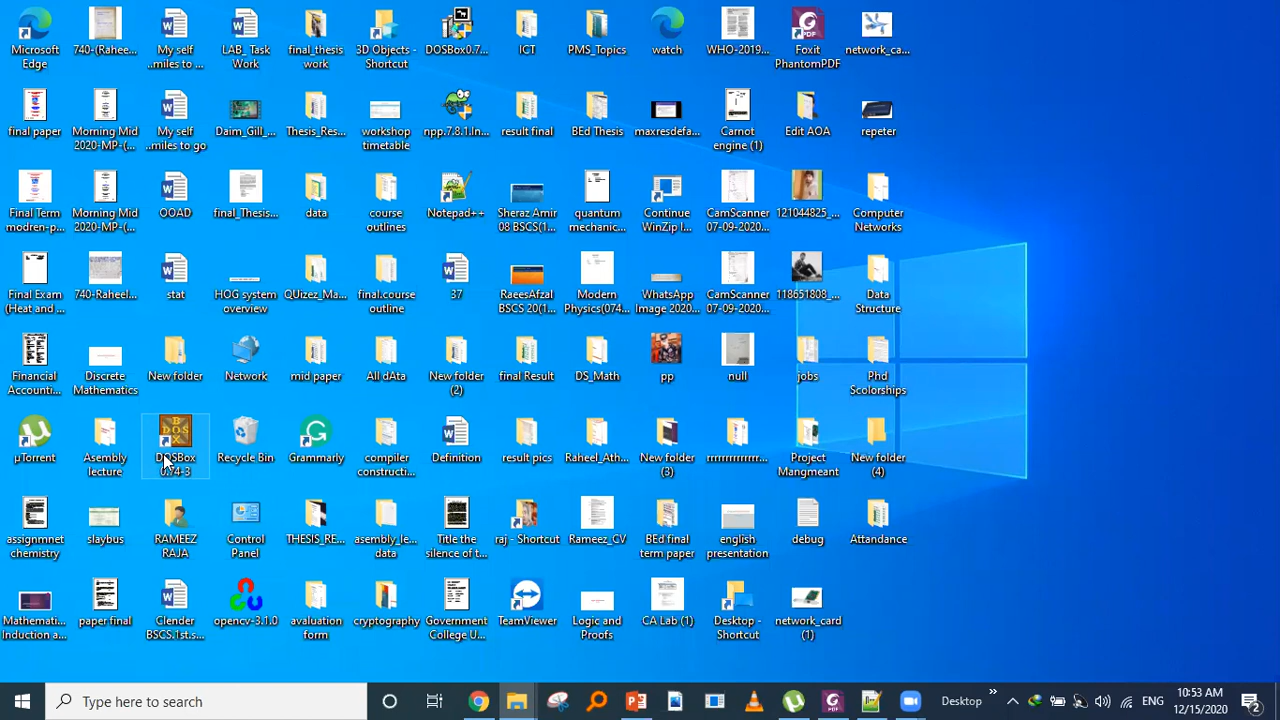 Microsoft
Edge
740-(Rahee...
My self
..miles to ...
LAB_ Task
Work
final_thesis
work
3D Objects -
Shortcut
DOSBox0.7...
ICT
PMS_Topics
watch
WHO-2019...
Foxit
PhantomPDF
network_ca...
final paper
Morning Mid
2020-MP-(...
My self
..miles to go
Daim_Gill_...
Thesis_Res...
workshop
timetable
npp.7.8.1.In...
result final
BEd Thesis
maxresdefa...
Carnot
engine (1)
Edit AOA
repeter
Final Term
modren-p...
Morning Mid
2020-MP-(...
OOAD
final_Thesis...
data
course
outlines
Notepad++
Sheraz Amir
08 BSCS(1...
quantum
mechanic...
Continue
WinZip I...
CamScanner
07-09-2020...
121044825_...
Computer
Networks
Final Exam
(Heat and ...
740-Raheel...
stat
HOG system
overview
QUizez_Ma...
final.course
outline
37
RaeesAfzal
BSCS 20(1...
Modern
Physics(074...
WhatsApp
Image 2020...
CamScanner
07-09-2020...
118651808_...
Data
Structure
Financial
Accounti...
Discrete
Mathematics
New folder
Network
mid paper
All dAta
New folder
(2)
final Result
DS_Math
pp
null
jobs
Phd
Scolorships
µTorrent
Asembly
lecture
DOSBox
0.74-3
Recycle Bin
Grammarly
compiler
constructi...
Definition
result pics
Raheel_Ath...
New folder
(3)
rrrrrrrrrrrrr...
Project
Mangmeant
New folder
(4)
assignmnet
chemistry
slaybus
RAMEEZ
RAJA
Control
Panel
THESIS_RE...
asembly_le...
data
Title the
silence of t...
raj - Shortcut
Rameez_CV
BEd final
term paper
english
presentation
debug
Attandance
Mathemati...
Induction a...
paper final
Clender
BSCS.1st.s...
opencv-3.1.0
avaluation
form
cryptography
Government
College U...
TeamViewer
Logic and
Proofs
CA Lab (1)
Desktop -
Shortcut
network_card
(1)
Type here to search
Desktop
ENG
10:53 AM
12/15/2020
2